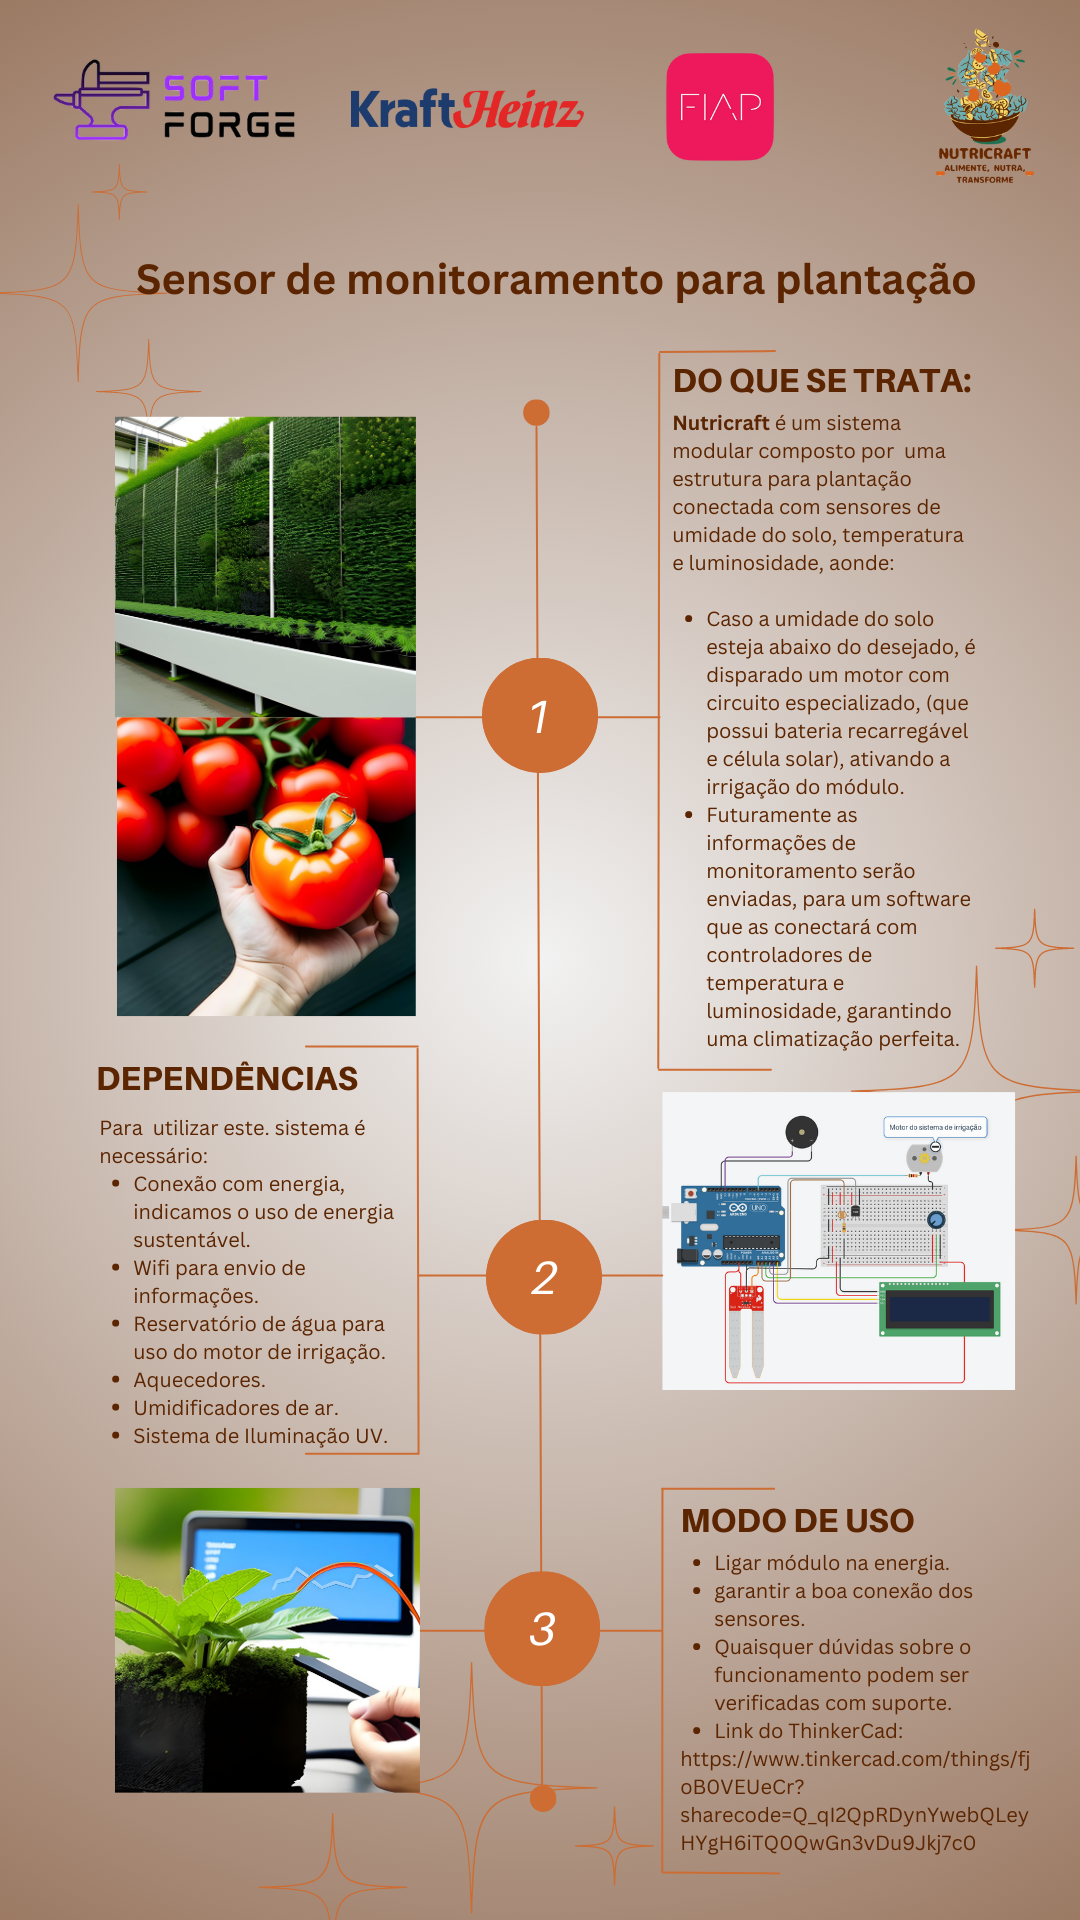 SOFT
FORGE
KraftHeinz
FIAP
NUTRICRAFT
ALIMENTE, NUTRA,
TRANSFORME
Sensor de monitoramento para plantação
DO QUE SE TRATA:
Nutricraft é um sistema
modular composto por uma
estrutura para plantação
conectada com sensores de
umidade do solo, temperatura
e luminosidade, aonde:
• Caso a umidade do solo
esteja abaixo do desejado, é
disparado um motor com
circuito especializado, (que
possui bateria recarregável
e célula solar), ativando a
irrigação do módulo.
• Futuramente as
informações de
monitoramento serão
enviadas, para um software
que as conectará com
controladores de
temperatura e
luminosidade, garantindo
uma climatização perfeita.
1
DEPENDÊNCIAS
Para utilizar este. sistema é
necessário:
• Conexão com energia,
indicamos o uso de energia
sustentável.
• Wifi para envio de
informações.
• Reservatório de água para
uso do motor de irrigação.
• Aquecedores.
• Umidificadores de ar.
• Sistema de Iluminação UV.
2
Motor do sistema de irrigação
UNO
ARDUINO
3
MODO DE USO
• Ligar módulo na energia.
• garantir a boa conexão dos
sensores.
• Quaisquer dúvidas sobre o
funcionamento podem ser
verificadas com suporte.
• Link do ThinkerCad:
https://www.tinkercad.com/things/fj
oB0VEUeCr?
sharecode=Q_qI2QpRDynYwebQLey
HYgH6iTQ0QwGn3vDu9Jkj7c0